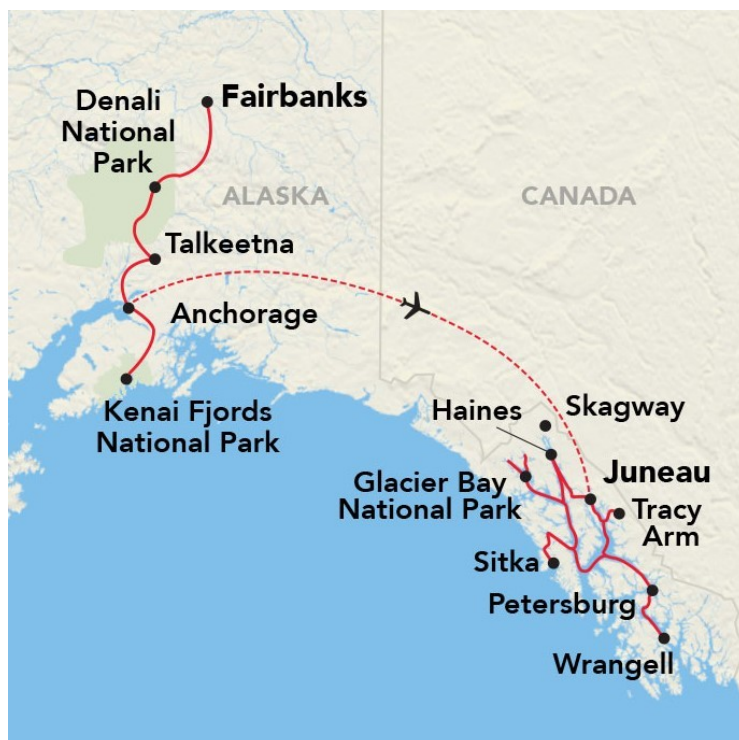 Fairbanks
Denali
National
Park
ALASKA
CANADA
Talkeetna
Anchorage
Kenai Fjords
National Park
Haines
Skagway
Glacier Bay
National Park
Juneau
Tracy
Arm
Sitka
Petersburg
Wrangell